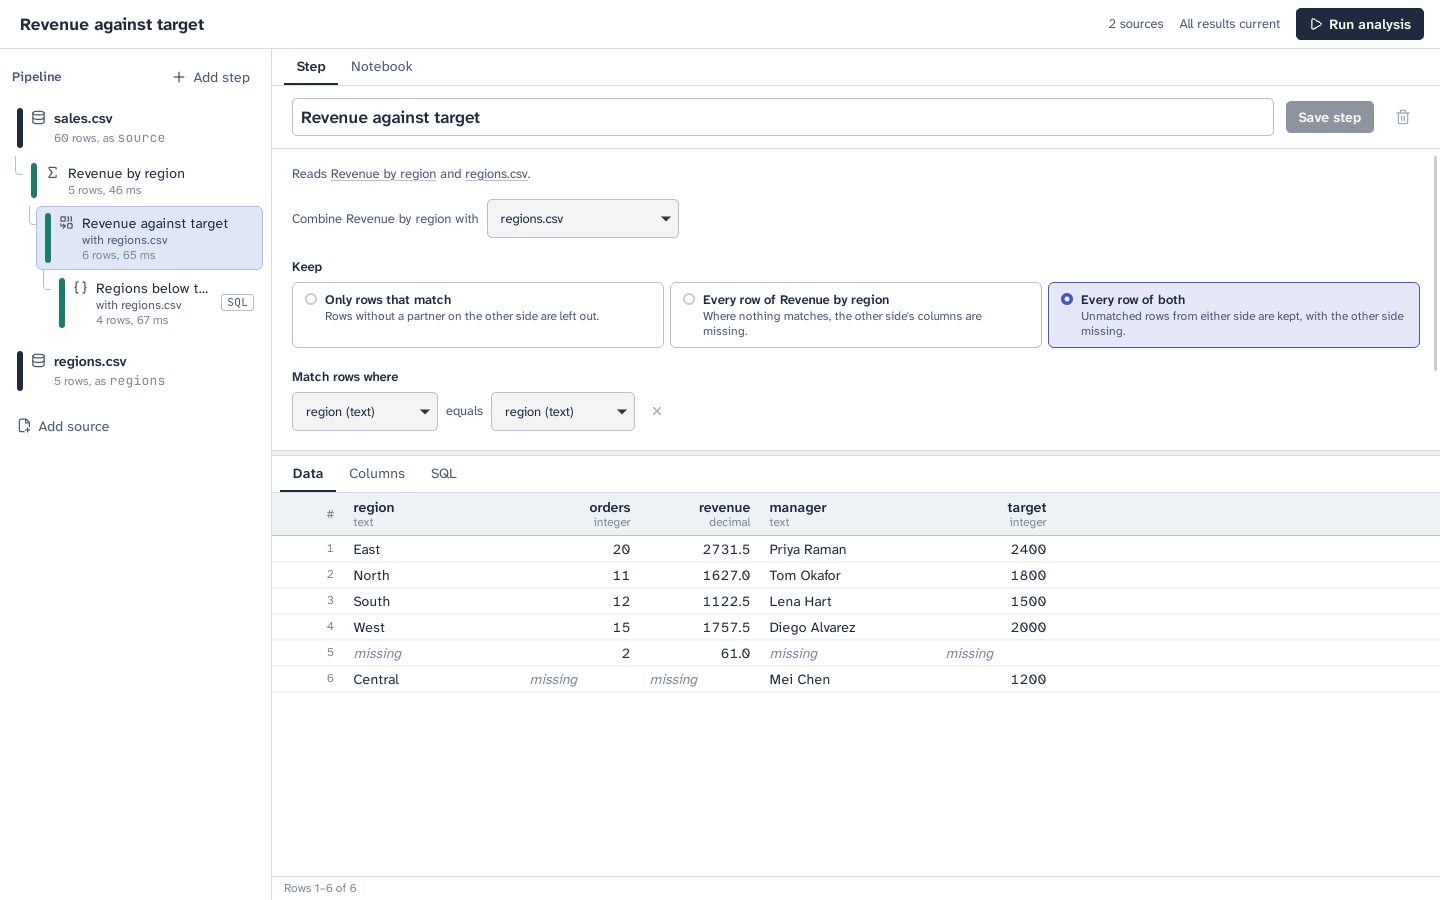 Revenue against target
2 sources
All results current
Run analysis
Pipeline
Add step
sales.csv
60 rows, as source
Revenue by region
5 rows, 46 ms
Revenue against target
with regions.csv
6 rows, 65 ms
Regions below t...
with regions.csv
4 rows, 67 ms
SQL
regions.csv
5 rows, as regions
Add source
Step
Notebook
Revenue against target
Save step
Reads Revenue by region and regions.csv.
Combine Revenue by region with
regions.csv
Keep
Only rows that match
Rows without a partner on the other side are left out.
Every row of Revenue by region
Where nothing matches, the other side's columns are
missing.
Every row of both
Unmatched rows from either side are kept, with the other side
missing.
Match rows where
region (text)
equals
region (text)
Data
Columns
SQL
# region orders revenue manager target
text integer decimal text integer
1 East 20 2731.5 Priya Raman 2400
2 North 11 1627.0 Tom Okafor 1800
3 South 12 1122.5 Lena Hart 1500
4 West 15 1757.5 Diego Alvarez 2000
5 missing 2 61.0 missing missing
6 Central missing missing Mei Chen 1200
Rows 1–6 of 6